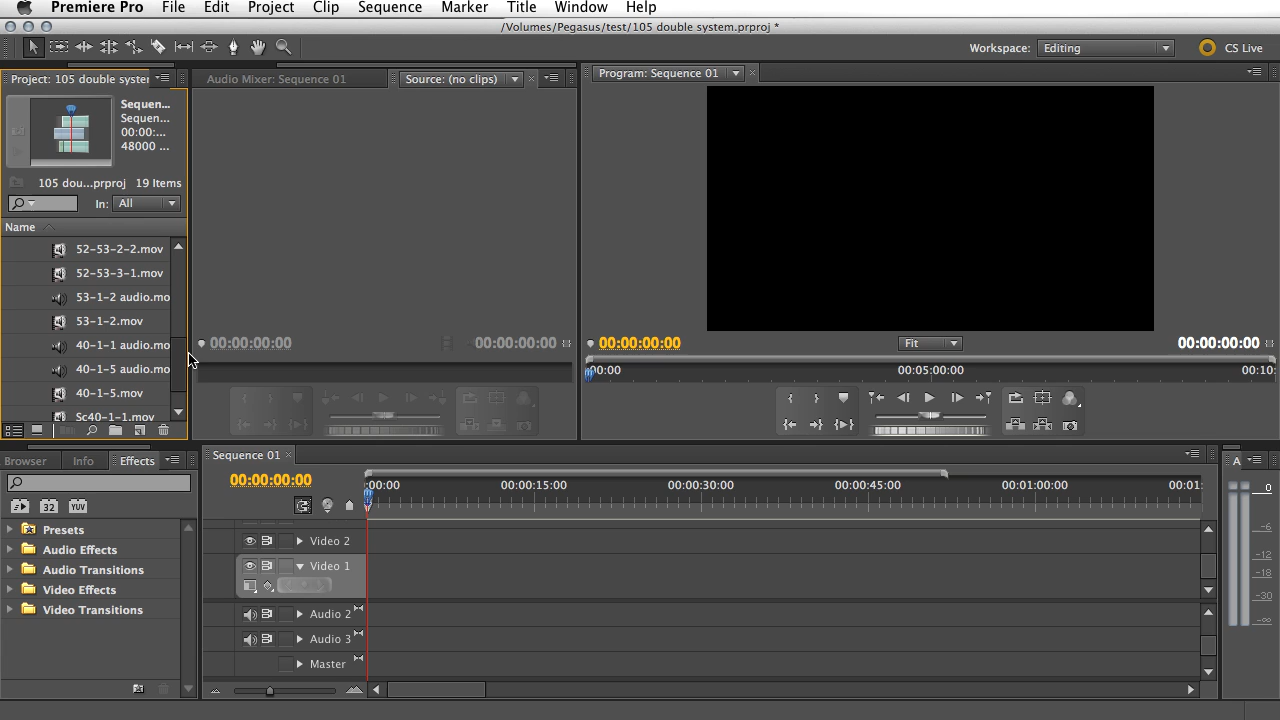 Premiere Pro File Edit Project Clip Sequence Marker Title Window Help
/Volumes/Pegasus/test/105 double system.prproj *
Workspace: Editing CS Live
Project: 105 double syster
Audio Mixer: Sequence 01
Source: (no clips)
Program: Sequence 01
Sequen...
Sequen...
00:00:...
48000 ...
105 dou...prproj 19 Items
In: All
Name
52-53-2-2.mov
52-53-3-1.mov
53-1-2 audio.mo
53-1-2.mov
40-1-1 audio.mo
40-1-5 audio.mo
40-1-5.mov
Sc40-1-1.mov
00:00:00:00 00:00:00:00
00:00:00:00 Fit 00:00:00:00
00:00 00:05:00:00 00:10:
Browser Info Effects
32 YUV
Presets
Audio Effects
Audio Transitions
Video Effects
Video Transitions
Sequence 01
00:00:00:00
:00:00 00:00:15:00 00:00:30:00 00:00:45:00 00:01:00:00 00:01:
Video 2
Video 1
Audio 2
Audio 3
Master
A
0
-6
-12
-18
-30
-∞